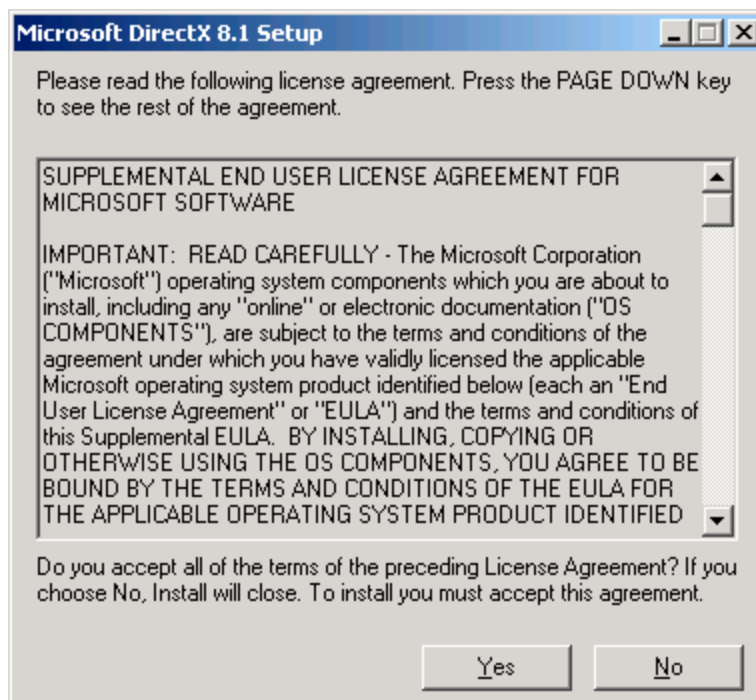 Microsoft DirectX 8.1 Setup
Please read the following license agreement. Press the PAGE DOWN key
to see the rest of the agreement.
SUPPLEMENTAL END USER LICENSE AGREEMENT FOR
MICROSOFT SOFTWARE
IMPORTANT:  READ CAREFULLY - The Microsoft Corporation
("Microsoft") operating system components which you are about to
install, including any "online" or electronic documentation ("OS
COMPONENTS"), are subject to the terms and conditions of the
agreement under which you have validly licensed the applicable
Microsoft operating system product identified below (each an "End
User License Agreement" or "EULA") and the terms and conditions of
this Supplemental EULA.  BY INSTALLING, COPYING OR
OTHERWISE USING THE OS COMPONENTS, YOU AGREE TO BE
BOUND BY THE TERMS AND CONDITIONS OF THE EULA FOR
THE APPLICABLE OPERATING SYSTEM PRODUCT IDENTIFIED
Do you accept all of the terms of the preceding License Agreement? If you
choose No, Install will close. To install you must accept this agreement.
Yes
No